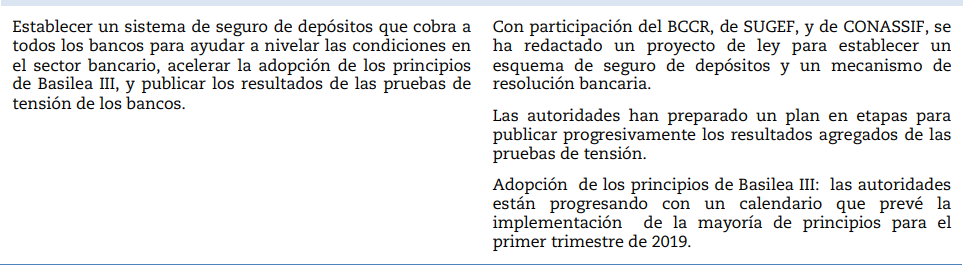 Establecer un sistema de seguro de depósitos que cobra a
todos los bancos para ayudar a nivelar las condiciones en
el sector bancario, acelerar la adopción de los principios
de Basilea III, y publicar los resultados de las pruebas de
tensión de los bancos.
Con participación del BCCR, de SUGEF, y de CONASSIF, se
ha redactado un proyecto de ley para establecer un
esquema de seguro de depósitos y un mecanismo de
resolución bancaria.
Las autoridades han preparado un plan en etapas para
publicar progresivamente los resultados agregados de las
pruebas de tensión.
Adopción de los principios de Basilea III: las autoridades
están progresando con un calendario que prevé la
implementación de la mayoría de principios para el
primer trimestre de 2019.